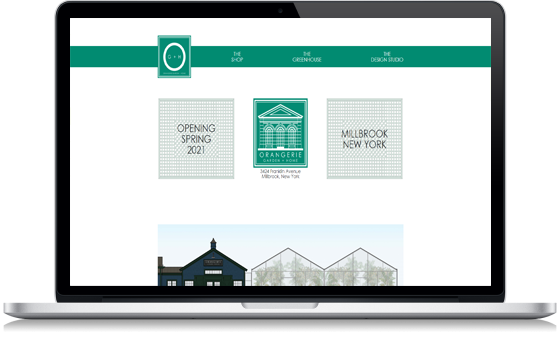 G + H
THE
SHOP
THE
GREENHOUSE
THE
DESIGN STUDIO
OPENING
SPRING
2021
ORANGERIE
GARDEN + HOME
3424 Franklin Avenue
Millbrook, New York
MILLBROOK
NEW YORK